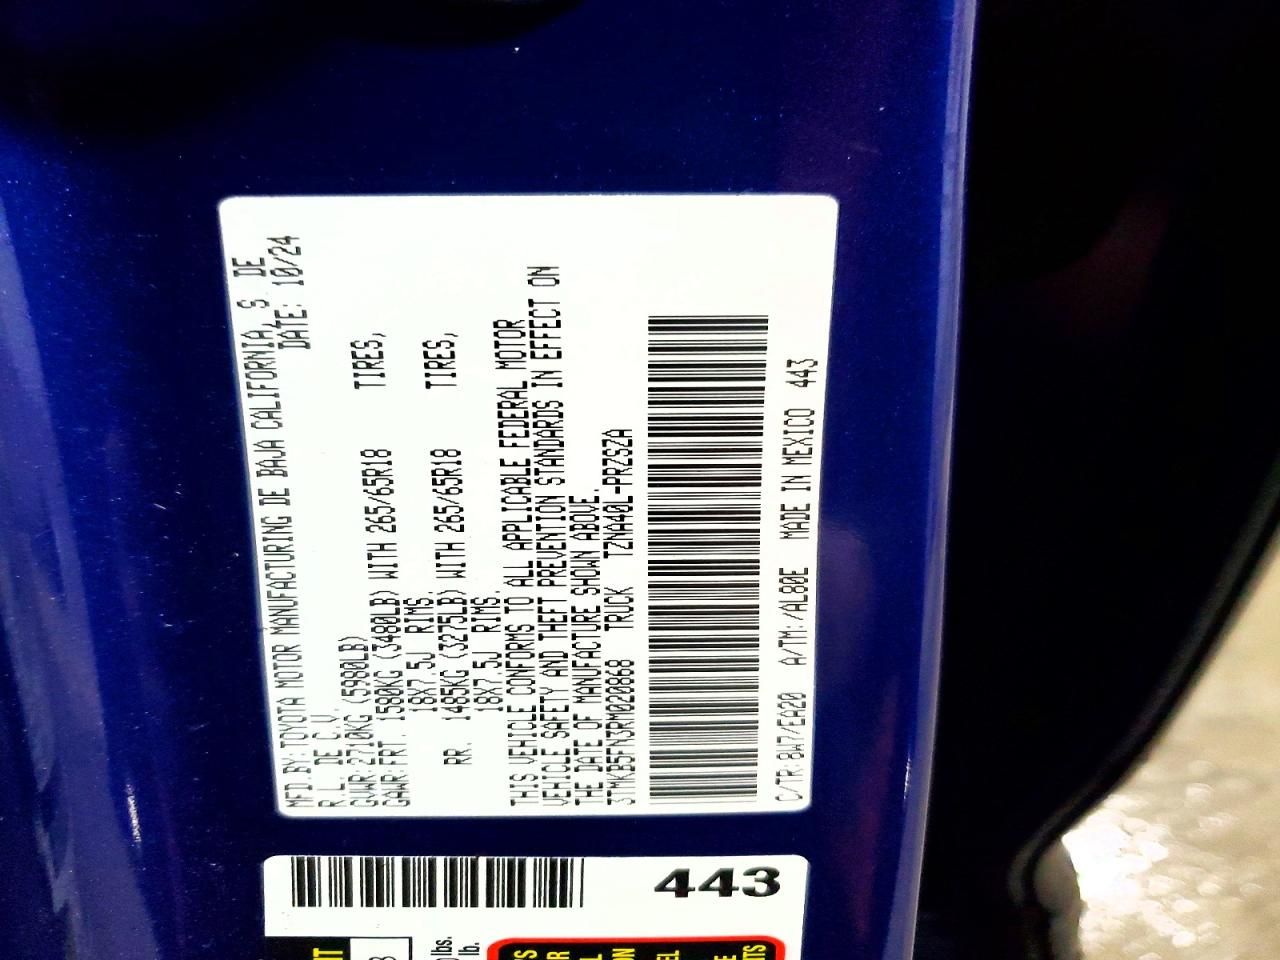 MFD BY:TOYOTA MOTOR MANUFACTURING DE BAJA CALIFORNIA, S. DE
R.L. DE C.V. DATE: 10/24
GVWR:2710KG (5980LB)
GAWR:FRT. 1580KG (3480LB) WITH 265/65R18 TIRES,
18X7.5J RIMS,
RR. 1485KG (3275LB) WITH 265/65R18 TIRES,
18X7.5J RIMS.
THIS VEHICLE CONFORMS TO ALL APPLICABLE FEDERAL MOTOR
VEHICLE SAFETY AND THEFT PREVENTION STANDARDS IN EFFECT ON
THE DATE OF MANUFACTURE SHOWN ABOVE.
3TMKB5FN3RM020868 TRUCK TZNA40L-PRZSZA
C/TR:8W7/EA20 A/TM:/AL80E MADE IN MEXICO 443
443
lbs.
lb.